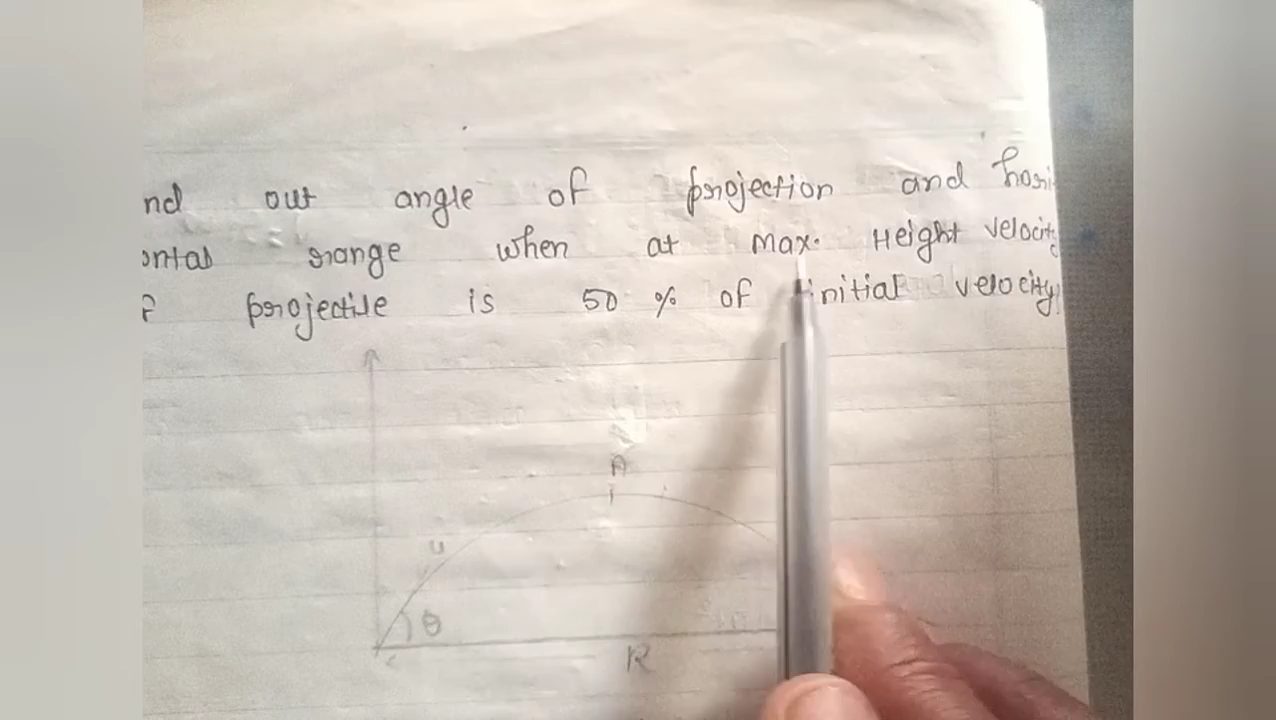 nd out angle of projection and hori
ontal range when at max. Height velocity
f projectile is 50 % of initial velocity
A
u
θ
R